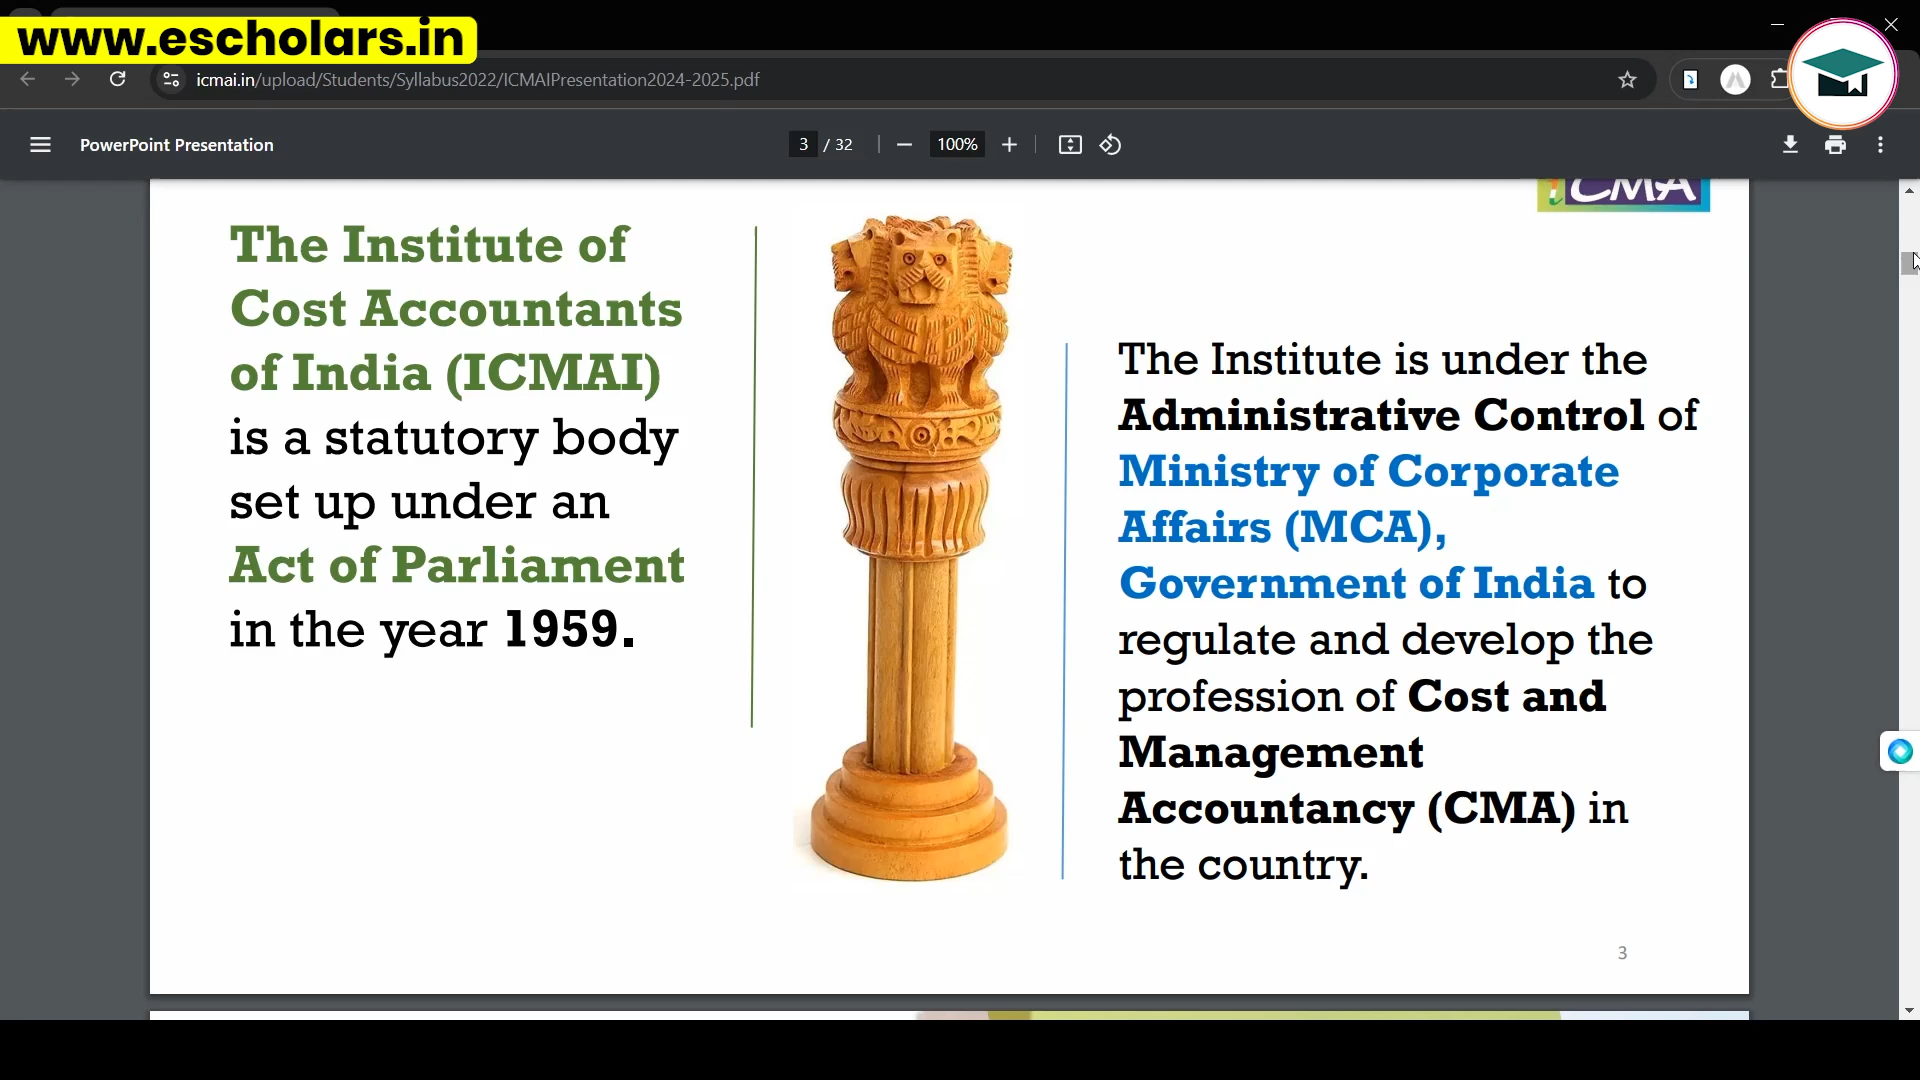 www.escholars.in
icmai.in/upload/Students/Syllabus2022/ICMAIPresentation2024-2025.pdf
PowerPoint Presentation
3 / 32
100%
iCMA
The Institute of
Cost Accountants
of India (ICMAI)
is a statutory body
set up under an
Act of Parliament
in the year 1959.
The Institute is under the
Administrative Control of
Ministry of Corporate
Affairs (MCA),
Government of India to
regulate and develop the
profession of Cost and
Management
Accountancy (CMA) in
the country.
3